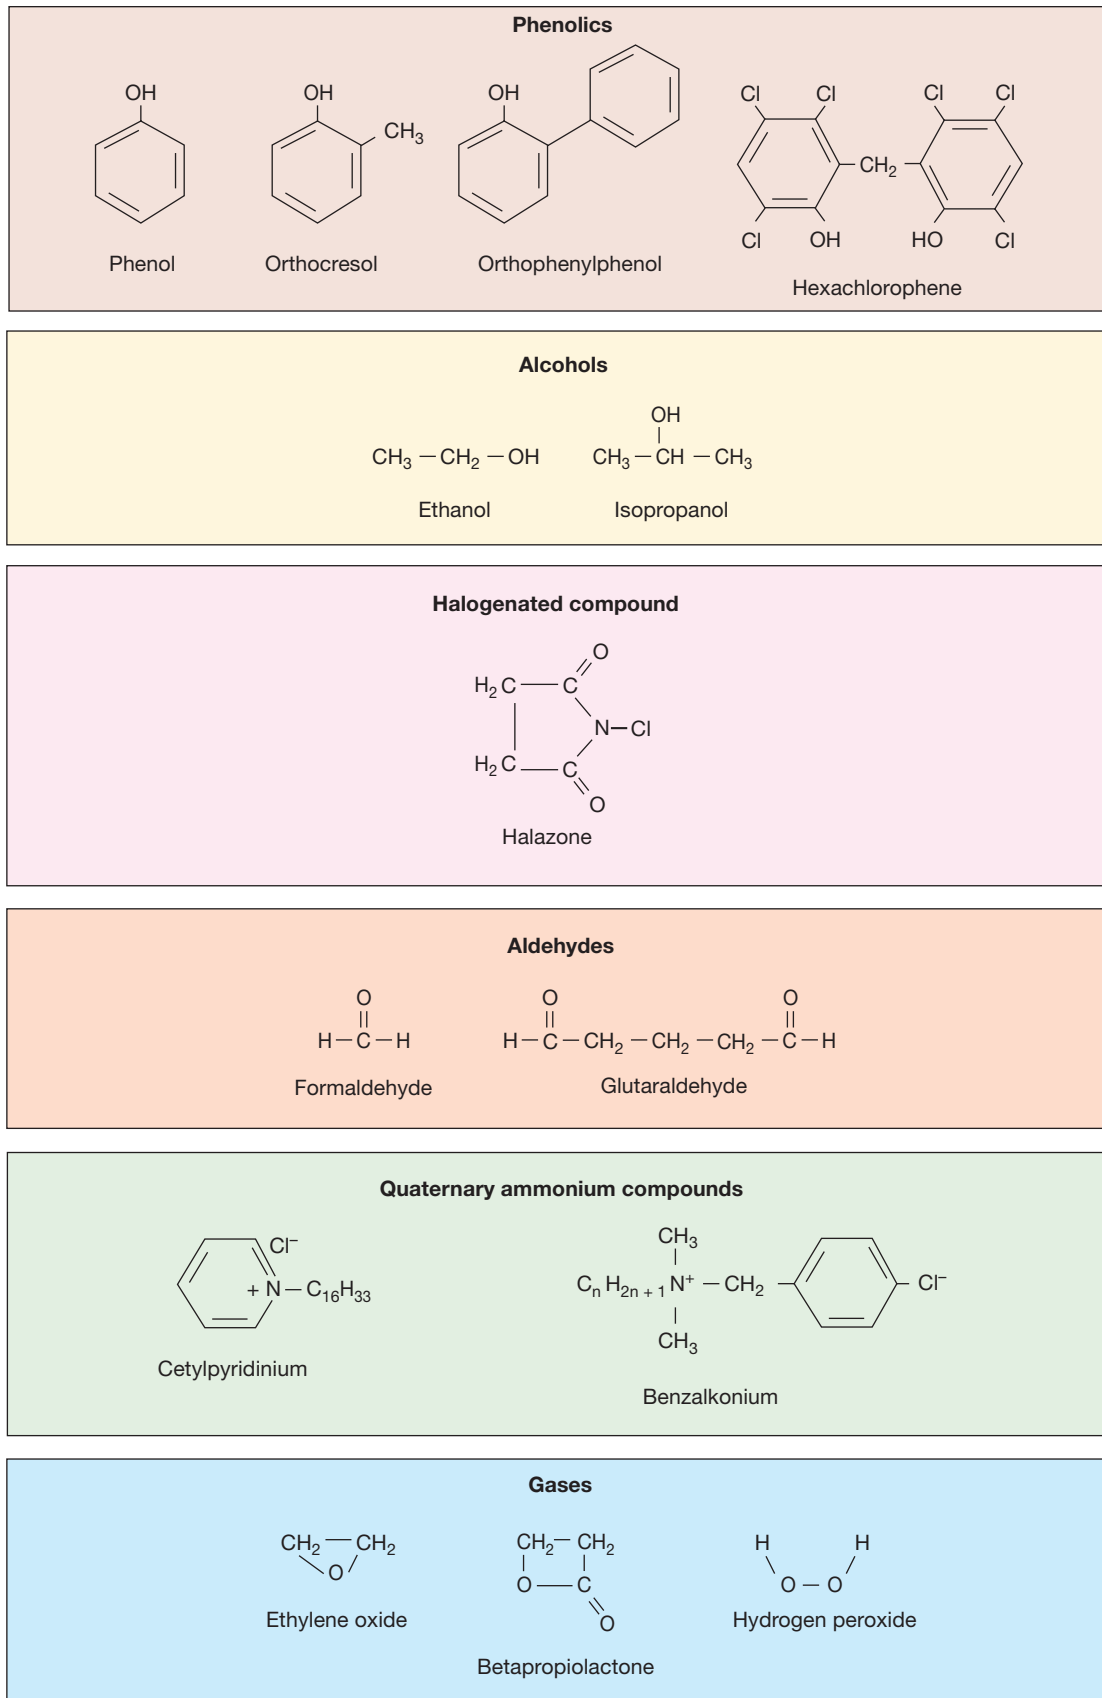 Phenolics
OH
OH
CH₃
OH
Cl Cl
CH₂
Cl Cl
Cl OH
HO Cl
Phenol
Orthocresol
Orthophenylphenol
Hexachlorophene
Alcohols
CH₃ — CH₂ — OH
OH
CH₃ — CH — CH₃
Ethanol
Isopropanol
Halogenated compound
O
H₂C C
N—Cl
H₂C C
O
Halazone
Aldehydes
O
H—C—H
O O
H—C—CH₂—CH₂—CH₂—C—H
Formaldehyde
Glutaraldehyde
Quaternary ammonium compounds
Cl⁻
+ N—C₁₆H₃₃
Cetylpyridinium
CH₃
CₙH₂ₙ₊₁N⁺—CH₂ Cl⁻
CH₃
Benzalkonium
Gases
CH₂—CH₂
O
Ethylene oxide
CH₂—CH₂
O—C
O
Betapropiolactone
H H
O—O
Hydrogen peroxide